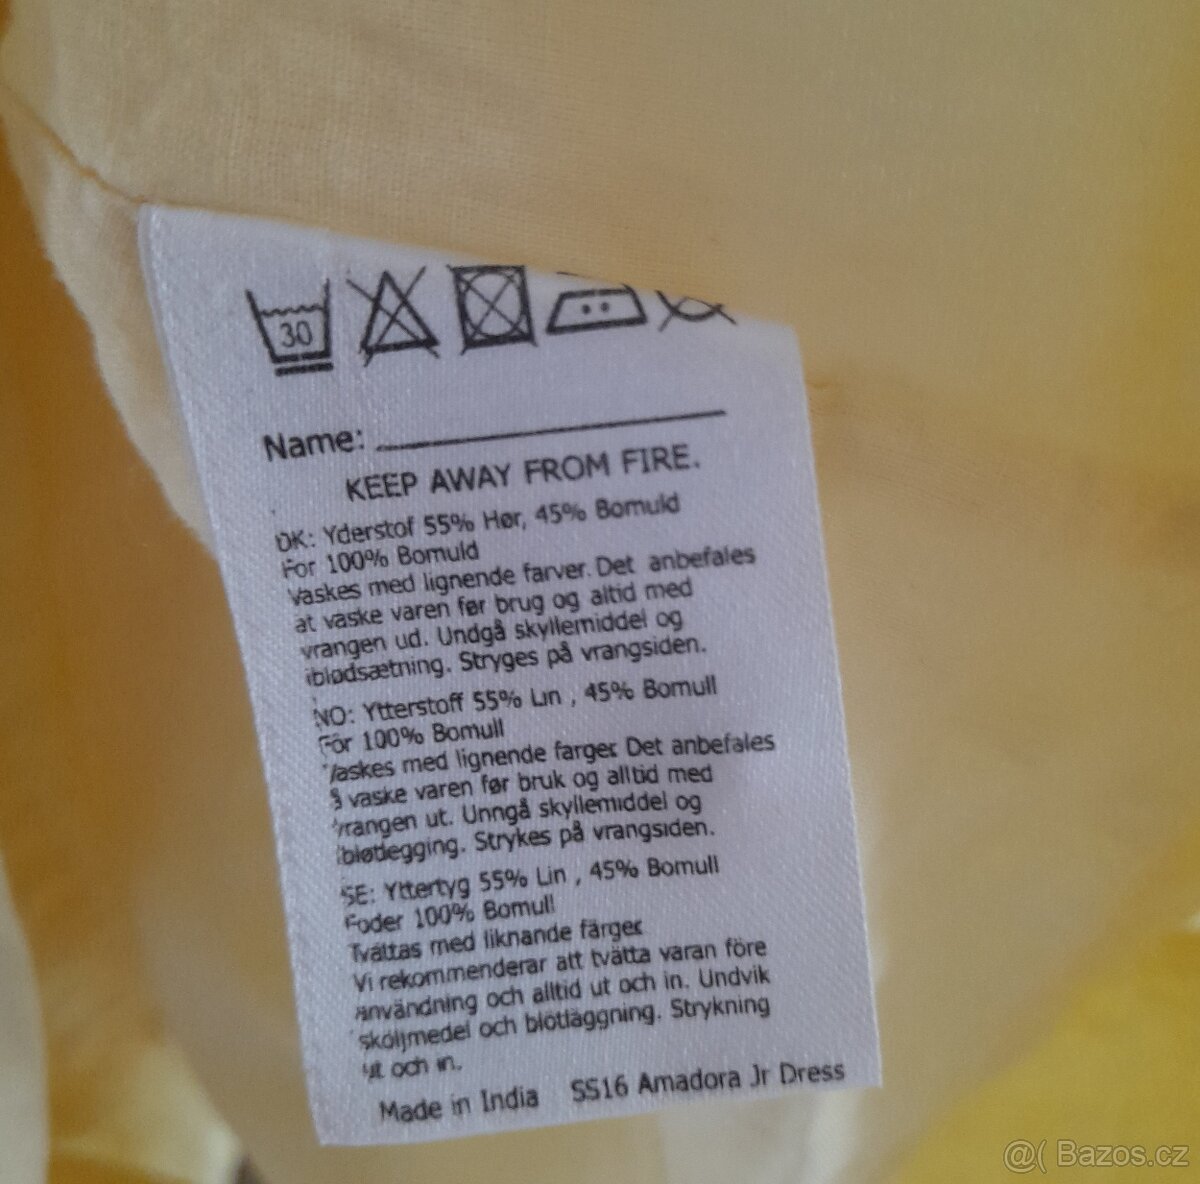 30
Name:
KEEP AWAY FROM FIRE.
DK: Yderstof 55% Hør, 45% Bomuld
For 100% Bomuld
Vaskes med lignende farver. Det anbefales
at vaske varen før brug og altid med
vrangen ud. Undgå skyllemiddel og
iblødsætning. Stryges på vrangsiden.
NO: Ytterstoff 55% Lin , 45% Bomull
Fôr 100% Bomull
Vaskes med lignende farger. Det anbefales
å vaske varen før bruk og alltid med
vrangen ut. Unngå skyllemiddel og
bløtlegging. Strykes på vrangsiden.
SE: Yttertyg 55% Lin , 45% Bomull
Foder 100% Bomull
Tvättas med liknande färger.
Vi rekommenderar att tvätta varan före
användning och alltid ut och in. Undvik
sköljmedel och blötläggning. Strykning
ut och in.
Made in India SS16 Amadora Jr Dress
@( Bazos.cz